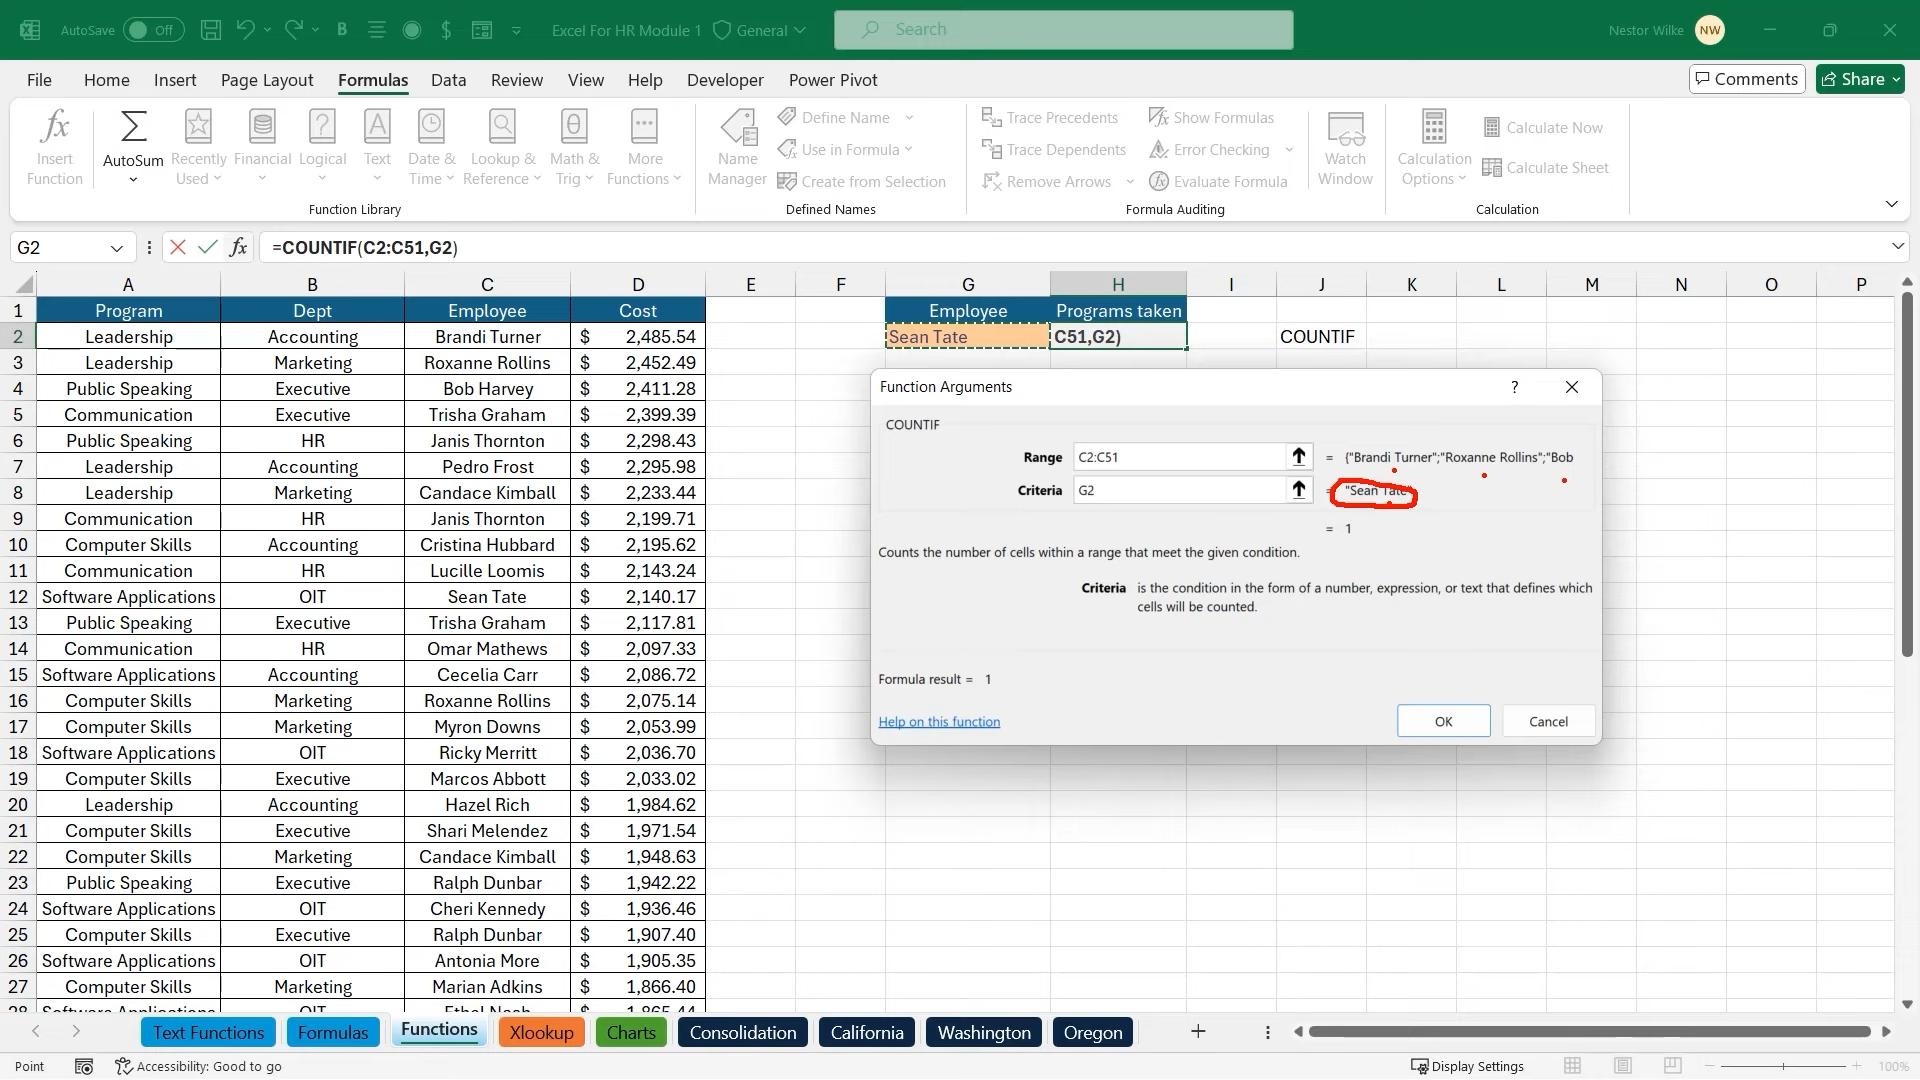 AutoSave Off B $ Excel For HR Module 1 General Search Nestor Wilke NW
File Home Insert Page Layout Formulas Data Review View Help Developer Power Pivot Comments Share
Insert Function
AutoSum
Recently Used
Financial
Logical
Text
Date & Time
Lookup & Reference
Math & Trig
More Functions
Function Library
Name Manager
Define Name
Use in Formula
Create from Selection
Defined Names
Trace Precedents
Trace Dependents
Remove Arrows
Show Formulas
Error Checking
Evaluate Formula
Formula Auditing
Watch Window
Calculation Options
Calculate Now
Calculate Sheet
Calculation
G2 fx =COUNTIF(C2:C51,G2)
A B C D E F G H I J K L M N O P
1 Program Dept Employee Cost Employee Programs taken
2 Leadership Accounting Brandi Turner $ 2,485.54 Sean Tate C51,G2) COUNTIF
3 Leadership Marketing Roxanne Rollins $ 2,452.49
4 Public Speaking Executive Bob Harvey $ 2,411.28
5 Communication Executive Trisha Graham $ 2,399.39
6 Public Speaking HR Janis Thornton $ 2,298.43
7 Leadership Accounting Pedro Frost $ 2,295.98
8 Leadership Marketing Candace Kimball $ 2,233.44
9 Communication HR Janis Thornton $ 2,199.71
10 Computer Skills Accounting Cristina Hubbard $ 2,195.62
11 Communication HR Lucille Loomis $ 2,143.24
12 Software Applications OIT Sean Tate $ 2,140.17
13 Public Speaking Executive Trisha Graham $ 2,117.81
14 Communication HR Omar Mathews $ 2,097.33
15 Software Applications Accounting Cecelia Carr $ 2,086.72
16 Computer Skills Marketing Roxanne Rollins $ 2,075.14
17 Computer Skills Marketing Myron Downs $ 2,053.99
18 Software Applications OIT Ricky Merritt $ 2,036.70
19 Computer Skills Executive Marcos Abbott $ 2,033.02
20 Leadership Accounting Hazel Rich $ 1,984.62
21 Computer Skills Executive Shari Melendez $ 1,971.54
22 Computer Skills Marketing Candace Kimball $ 1,948.63
23 Public Speaking Executive Ralph Dunbar $ 1,942.22
24 Software Applications OIT Cheri Kennedy $ 1,936.46
25 Computer Skills Executive Ralph Dunbar $ 1,907.40
26 Software Applications OIT Antonia More $ 1,905.35
27 Computer Skills Marketing Marian Adkins $ 1,866.40
Function Arguments ?
COUNTIF
Range C2:C51 = {"Brandi Turner";"Roxanne Rollins";"Bob
Criteria G2 = "Sean Tate"
= 1
Counts the number of cells within a range that meet the given condition.
Criteria is the condition in the form of a number, expression, or text that defines which
cells will be counted.
Formula result = 1
Help on this function OK Cancel
Text Functions Formulas Functions Xlookup Charts Consolidation California Washington Oregon
Point Accessibility: Good to go Display Settings 100%